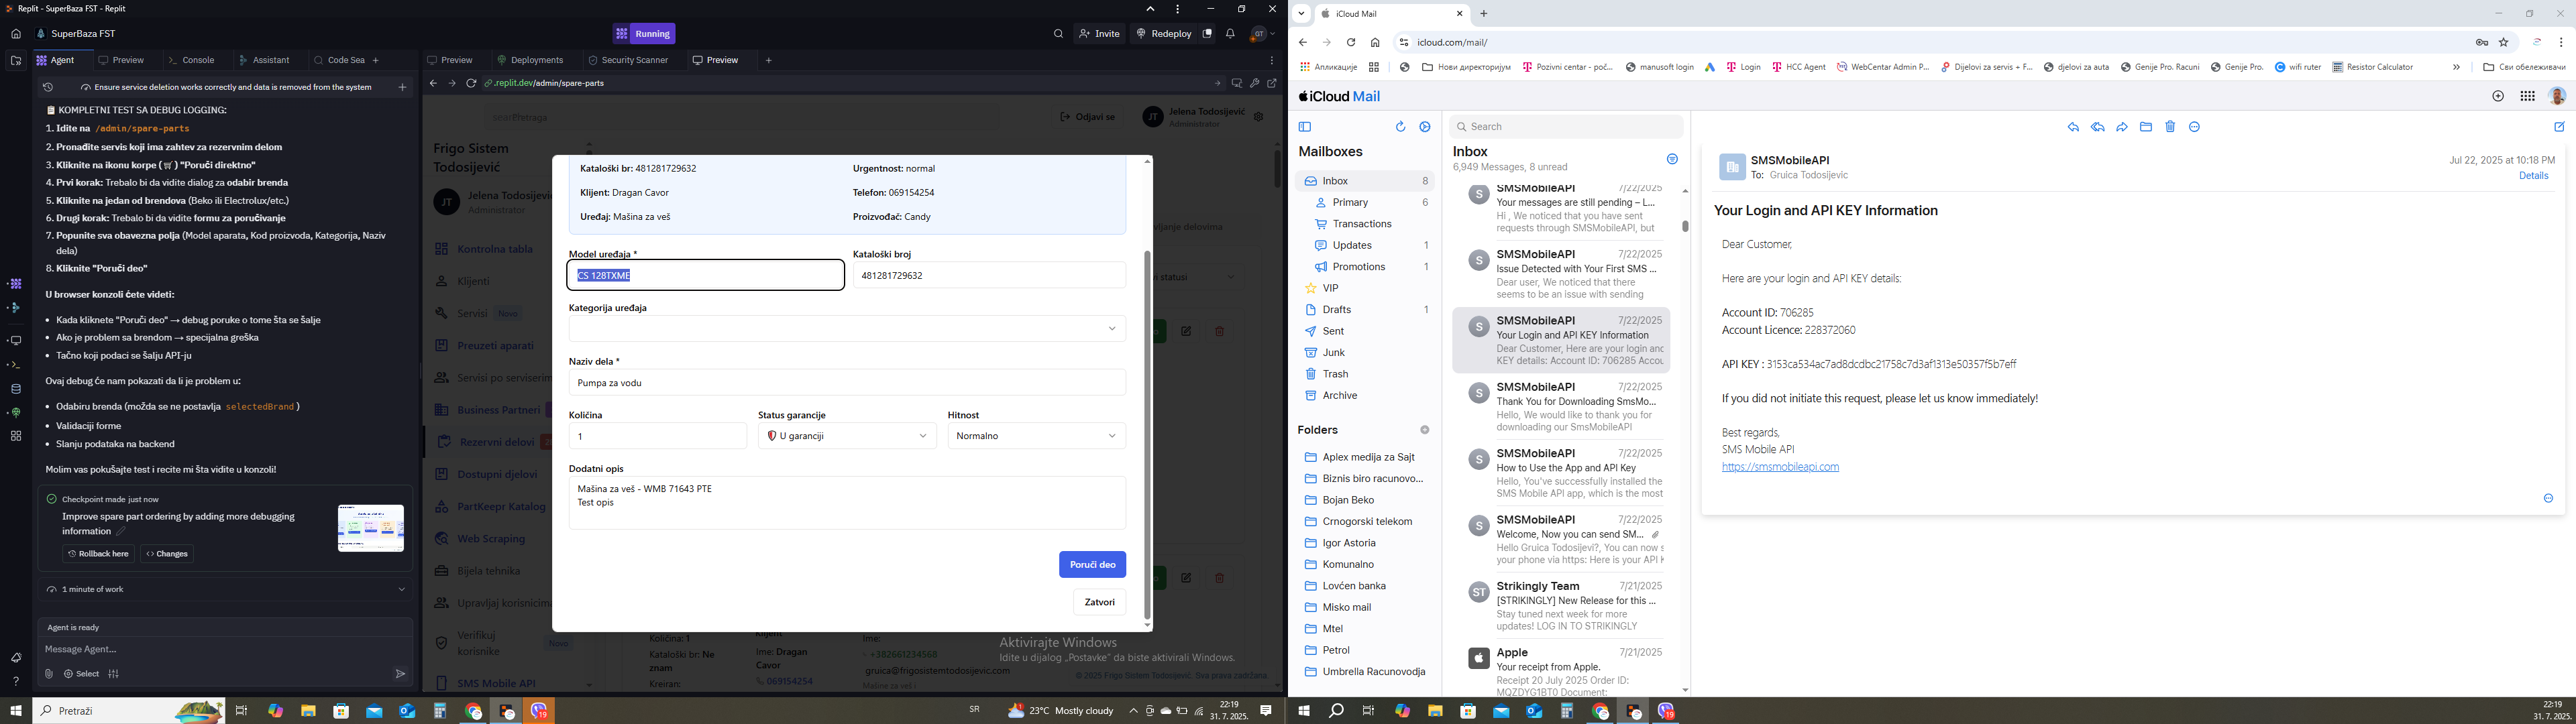 Replit - SuperBaza FST - Replit
SuperBaza FST
Running
Invite
Redeploy
GT
Agent
Preview
Console
Assistant
Code Sea
Preview
Deployments
Security Scanner
Preview
Ensure service deletion works correctly and data is removed from the system
.replit.dev/admin/spare-parts
📋 KOMPLETNI TEST SA DEBUG LOGGING:
1. Idite na /admin/spare-parts
2. Pronađite servis koji ima zahtev za rezervnim delom
3. Kliknite na ikonu korpe (🛒) "Poruči direktno"
4. Prvi korak: Trebalo bi da vidite dialog za odabir brenda
5. Kliknite na jedan od brendova (Beko ili Electrolux/etc.)
6. Drugi korak: Trebalo bi da vidite formu za poručivanje
7. Popunite sva obavezna polja (Model aparata, Kod proizvoda, Kategorija, Naziv
dela)
8. Kliknite "Poruči deo"
U browser konzoli ćete videti:
• Kada kliknete "Poruči deo" → debug poruke o tome šta se šalje
• Ako je problem sa brendom → specijalna greška
• Tačno koji podaci se šalju API-ju
Ovaj debug će nam pokazati da li je problem u:
• Odabiru brenda (možda se ne postavlja selectedBrand )
• Validaciji forme
• Slanju podataka na backend
Molim vas pokušajte test i recite mi šta vidite u konzoli!
Checkpoint made just now
Improve spare part ordering by adding more debugging
information
Rollback here
Changes
1 minute of work
Agent is ready
Message Agent...
Select
Odjavi se
JT
Jelena Todosijević
Administrator
Frigo Sistem
Todosijević
JT
Jelena Todosijević
Administrator
Kontrolna tabla
Klijenti
Servisi
Novo
Preuzeti aparati
Servisi po serviserim
Business Partneri
Rezervni delovi
Dostupni djelovi
PartKeepr Katalog
Web Scraping
Bijela tehnika
Upravljaj korisnicima
Verifikuj
korisnike
Novo
SMS Mobile API
vljanje delovima
i statusi
Kataloški br: 481281729632
Urgentnost: normal
Klijent: Dragan Cavor
Telefon: 069154254
Uređaj: Mašina za veš
Proizvođač: Candy
Model uređaja *
Kataloški broj
CS 128TXME
481281729632
Kategorija uređaja
Naziv dela *
Pumpa za vodu
Količina
Status garancije
Hitnost
1
U garanciji
Normalno
Dodatni opis
Mašina za veš - WMB 71643 PTE
Test opis
Poruči deo
Zatvori
Količina: 1
Kataloški br: Ne
znam
Kreiran:
Klijent
Ime: Dragan
Cavor
069154254
Ime:
+382661234568
gruica@frigosistemtodosijevic.com
Aktivirajte Windows
Idite u dijalog „Postavke" da biste aktivirali Windows.
© 2025 Frigo Sistem Todosijević. Sva prava zadržana.
Pretraži
SR
23°C Mostly cloudy
22:19
31. 7. 2025.
iCloud Mail
icloud.com/mail/
Апликације
Нови директоријум
Pozivni centar - poč...
manusoft login
Login
HCC Agent
WebCentar Admin P...
Dijelovi za servis + F...
djelovi za auta
Genije Pro. Racuni
Genije Pro.
wifi ruter
Resistor Calculator
Сви обележивачи
iCloud Mail
Mailboxes
Inbox 8
Primary 6
Transactions
Updates 1
Promotions 1
VIP
Drafts 1
Sent
Junk
Trash
Archive
Folders
Aplex medija za Sajt
Biznis biro racunovo...
Bojan Beko
Crnogorski telekom
Igor Astoria
Komunalno
Lovćen banka
Misko mail
Mtel
Petrol
Umbrella Racunovodja
Search
Inbox
6,949 Messages, 8 unread
S
SMSMobileAPI 7/22/2025
Your messages are still pending – L...
Hi , We noticed that you have sent
requests through SMSMobileAPI, but
S
SMSMobileAPI 7/22/2025
Issue Detected with Your First SMS ...
Dear user, We noticed that there
seems to be an issue with sending
S
SMSMobileAPI 7/22/2025
Your Login and API KEY Information
Dear Customer, Here are your login and
KEY details: Account ID: 706285 Accou
S
SMSMobileAPI 7/22/2025
Thank You for Downloading SmsMo...
Hello, We would like to thank you for
downloading our SmsMobileAPI
S
SMSMobileAPI 7/22/2025
How to Use the App and API Key
Hello, You've successfully installed the
SMS Mobile API app, which is the most
S
SMSMobileAPI 7/22/2025
Welcome, Now you can send SM...
Hello Gruica Todosijevi?, You can now s
your phone via https: Here is your API K
ST
Strikingly Team 7/21/2025
[STRIKINGLY] New Release for this ...
Stay tuned next week for more
updates! LOG IN TO STRIKINGLY
Apple 7/21/2025
Your receipt from Apple.
Receipt 20 July 2025 Order ID:
MQZDYG1BT0 Document:
SMSMobileAPI
To: Gruica Todosijevic
Jul 22, 2025 at 10:18 PM
Details
Your Login and API KEY Information
Dear Customer,
Here are your login and API KEY details:
Account ID: 706285
Account Licence: 228372060
API KEY : 3153ca534ac7ad8dcdbc21758c7d3af1313e50357f5b7eff
If you did not initiate this request, please let us know immediately!
Best regards,
SMS Mobile API
https://smsmobileapi.com
22:19
31. 7. 2025.